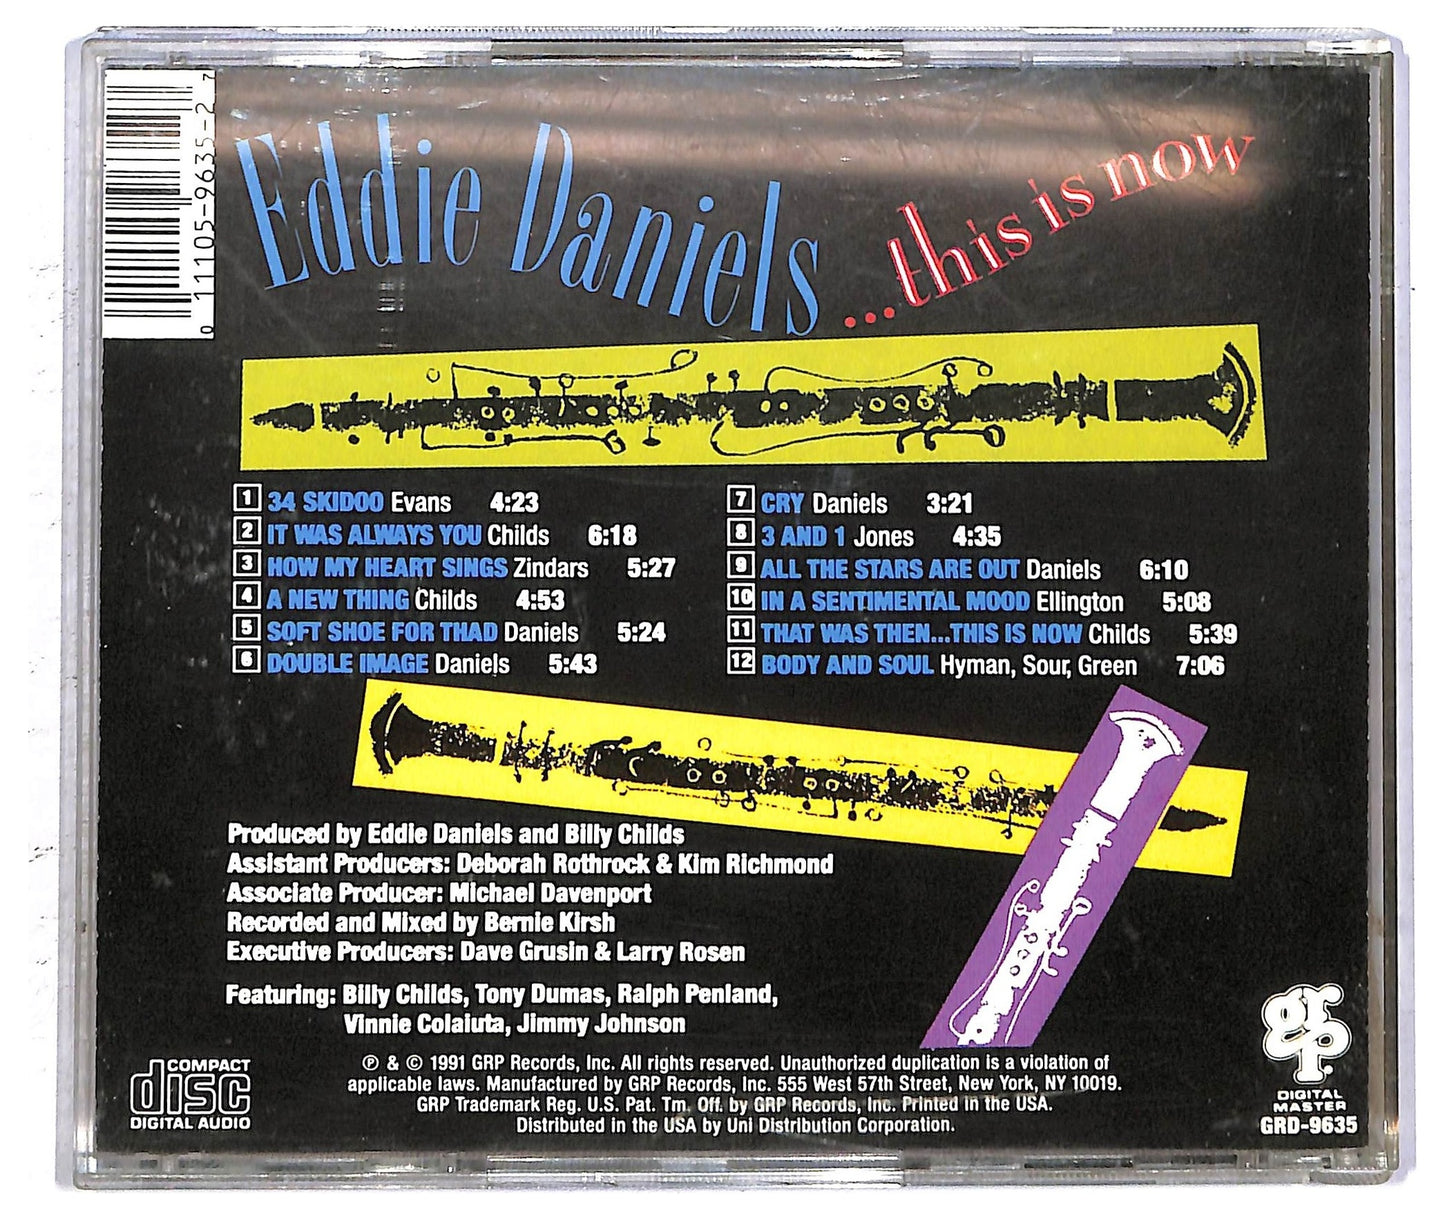 0 11105-9635-2 7
Eddie Daniels ...this is now
1 34 SKIDOO Evans 4:23
2 IT WAS ALWAYS YOU Childs 6:18
3 HOW MY HEART SINGS Zindars 5:27
4 A NEW THING Childs 4:53
5 SOFT SHOE FOR THAD Daniels 5:24
6 DOUBLE IMAGE Daniels 5:43
7 CRY Daniels 3:21
8 3 AND 1 Jones 4:35
9 ALL THE STARS ARE OUT Daniels 6:10
10 IN A SENTIMENTAL MOOD Ellington 5:08
11 THAT WAS THEN...THIS IS NOW Childs 5:39
12 BODY AND SOUL Hyman, Sour, Green 7:06
Produced by Eddie Daniels and Billy Childs
Assistant Producers: Deborah Rothrock & Kim Richmond
Associate Producer: Michael Davenport
Recorded and Mixed by Bernie Kirsh
Executive Producers: Dave Grusin & Larry Rosen
Featuring: Billy Childs, Tony Dumas, Ralph Penland,
Vinnie Colaiuta, Jimmy Johnson
COMPACT
disc
DIGITAL AUDIO
℗ & © 1991 GRP Records, Inc. All rights reserved. Unauthorized duplication is a violation of
applicable laws. Manufactured by GRP Records, Inc. 555 West 57th Street, New York, NY 10019.
GRP Trademark Reg. U.S. Pat. Tm. Off. by GRP Records, Inc. Printed in the USA.
Distributed in the USA by Uni Distribution Corporation.
grp
DIGITAL
MASTER
GRD-9635